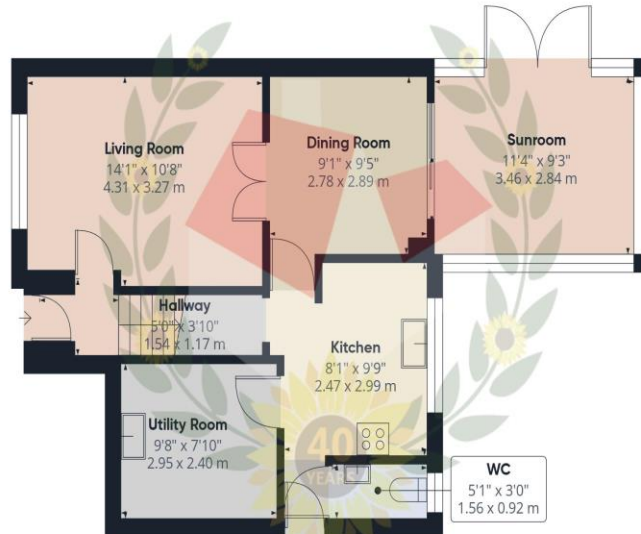 Living Room
14'1" x 10'8"
4.31 x 3.27 m
Dining Room
9'1" x 9'5"
2.78 x 2.89 m
Sunroom
11'4" x 9'3"
3.46 x 2.84 m
Hallway
5'0" x 3'10"
1.54 x 1.17 m
Kitchen
8'1" x 9'9"
2.47 x 2.99 m
Utility Room
9'8" x 7'10"
2.95 x 2.40 m
40
YEARS
WC
5'1" x 3'0"
1.56 x 0.92 m